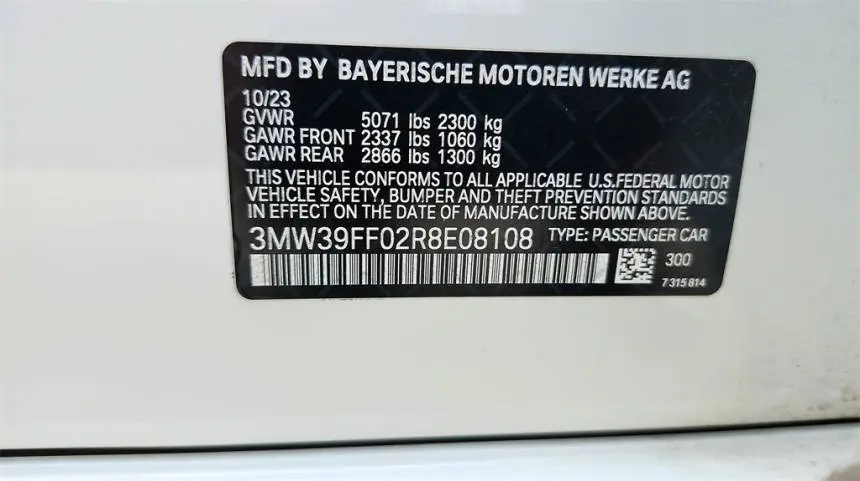 MFD BY BAYERISCHE MOTOREN WERKE AG
10/23
GVWR 5071 lbs 2300 kg
GAWR FRONT 2337 lbs 1060 kg
GAWR REAR 2866 lbs 1300 kg
THIS VEHICLE CONFORMS TO ALL APPLICABLE U.S.FEDERAL MOTOR
VEHICLE SAFETY, BUMPER AND THEFT PREVENTION STANDARDS
IN EFFECT ON THE DATE OF MANUFACTURE SHOWN ABOVE.
3MW39FF02R8E08108 TYPE: PASSENGER CAR
300
7 315 814